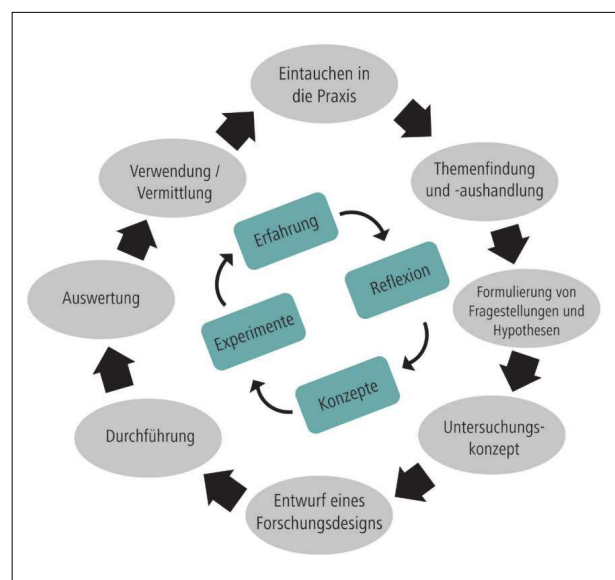 Eintauchen in
die Praxis
Themenfindung
und -aushandlung
Formulierung von
Fragestellungen und
Hypothesen
Untersuchungs-
konzept
Entwurf eines
Forschungsdesigns
Durchführung
Auswertung
Verwendung /
Vermittlung
Erfahrung
Reflexion
Konzepte
Experimente